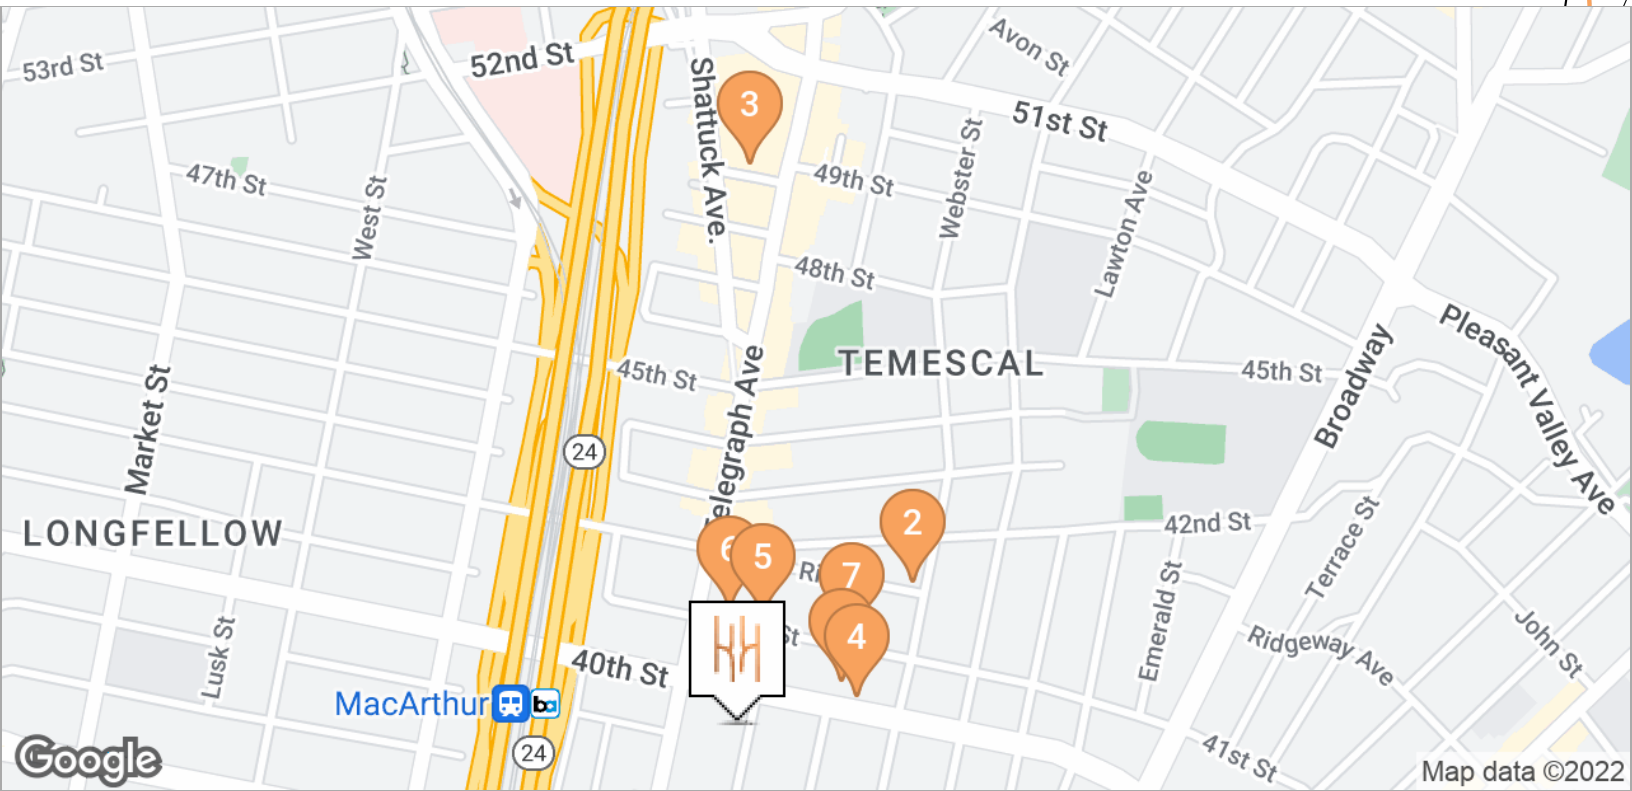 53rd St
52nd St
Shattuck Ave.
3
Avon St
51st St
47th St
West St
49th St
Webster St
Lawton Ave
48th St
Market St
45th St
TEMESCAL
45th St
Broadway
Pleasant Valley Ave
Telegraph Ave
24
LONGFELLOW
42nd St
2
6
5
7
4
Terrace St
Emerald St
Ridgeway Ave
John St
Lusk St
40th St
St
MacArthur
ba
24
41st St
Google
Map data ©2022